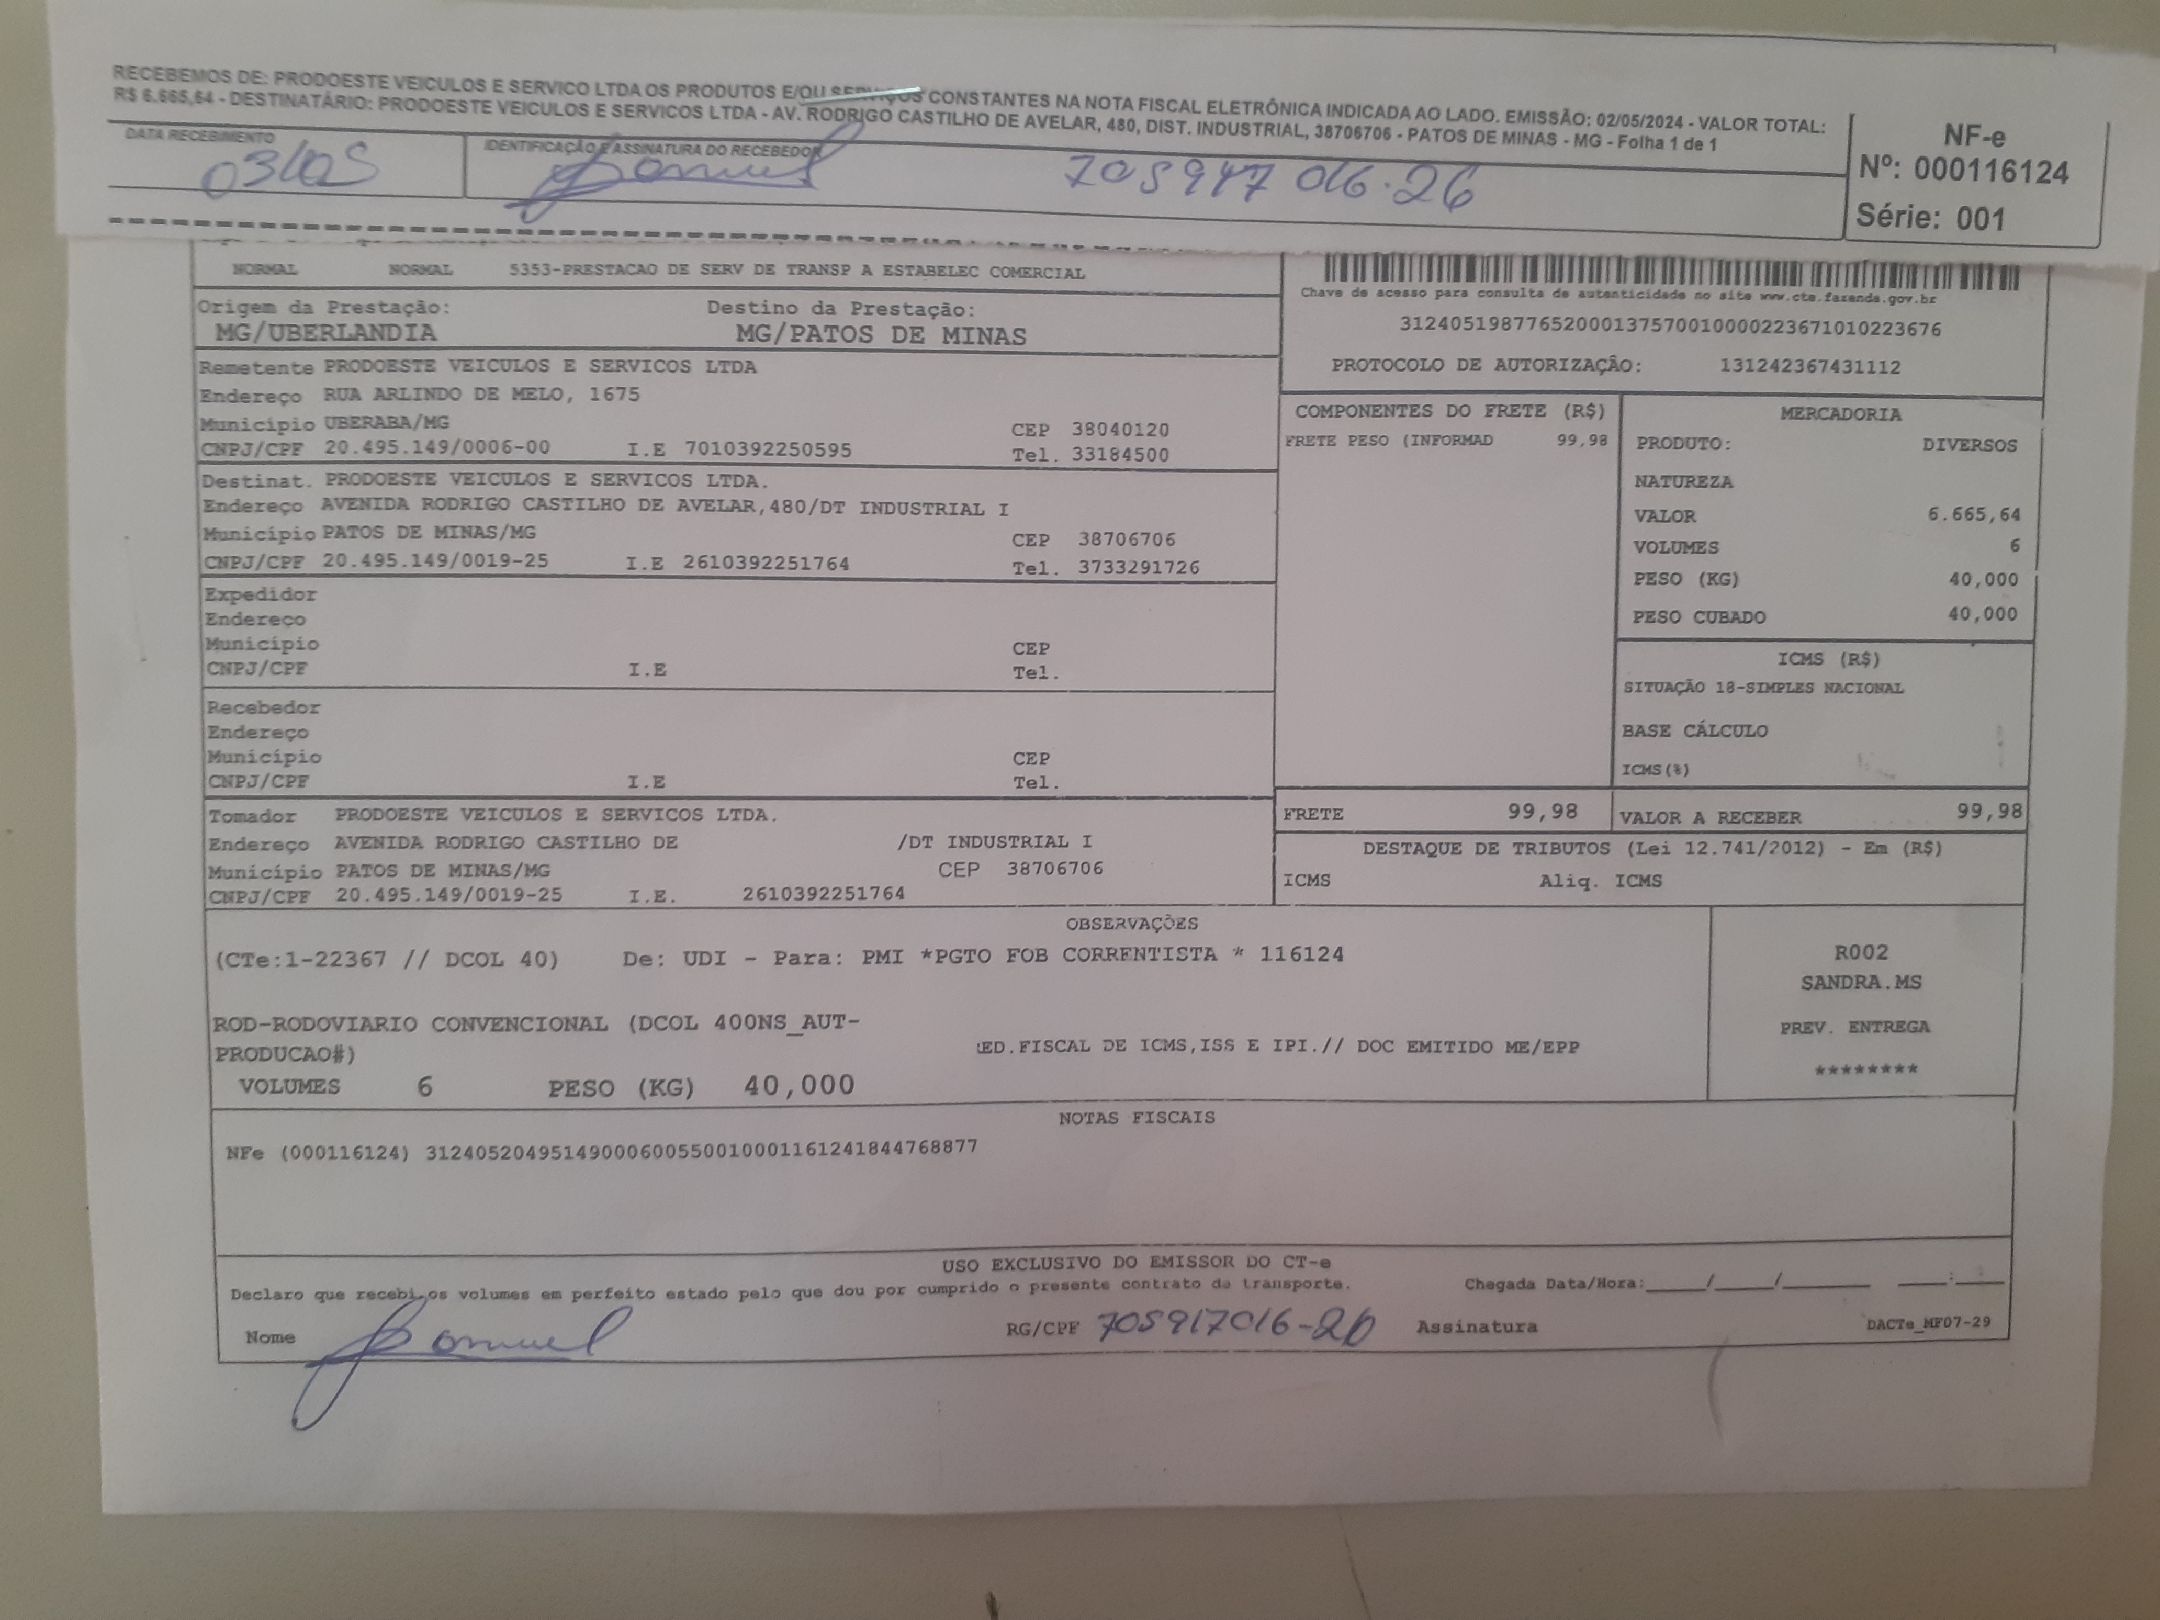 RECEBEMOS DE: PRODOESTE VEICULOS E SERVICO LTDA OS PRODUTOS E/OU SERVIÇOS CONSTANTES NA NOTA FISCAL ELETRÔNICA INDICADA AO LADO. EMISSÃO: 02/05/2024 - VALOR TOTAL:
R$ 6.665,64 - DESTINATÁRIO: PRODOESTE VEICULOS E SERVICOS LTDA - AV. RODRIGO CASTILHO DE AVELAR, 480, DIST. INDUSTRIAL, 38706706 - PATOS DE MINAS - MG - Folha 1 de 1
DATA RECEBIMENTO
03/05
IDENTIFICAÇÃO E ASSINATURA DO RECEBEDOR
Samuel
NF-e
Nº: 000116124
Série: 001
NORMAL NORMAL 5353-PRESTACAO DE SERV DE TRANSP A ESTABELEC COMERCIAL
Origem da Prestação: Destino da Prestação:
MG/UBERLANDIA MG/PATOS DE MINAS
Chave de acesso para consulta de autenticidade no site www.cte.fazenda.gov.br
31240519877652000137570010000223671010223676
PROTOCOLO DE AUTORIZAÇÃO: 131242367431112
Remetente PRODOESTE VEICULOS E SERVICOS LTDA
Endereço RUA ARLINDO DE MELO, 1675
Município UBERABA/MG CEP 38040120
CNPJ/CPF 20.495.149/0006-00 I.E 7010392250595 Tel. 33184500
Destinat. PRODOESTE VEICULOS E SERVICOS LTDA.
Endereço AVENIDA RODRIGO CASTILHO DE AVELAR,480/DT INDUSTRIAL I
Município PATOS DE MINAS/MG CEP 38706706
CNPJ/CPF 20.495.149/0019-25 I.E 2610392251764 Tel. 3733291726
Expedidor
Endereço
Município CEP
CNPJ/CPF I.E Tel.
Recebedor
Endereço
Município CEP
CNPJ/CPF I.E Tel.
Tomador PRODOESTE VEICULOS E SERVICOS LTDA.
Endereço AVENIDA RODRIGO CASTILHO DE /DT INDUSTRIAL I
Município PATOS DE MINAS/MG CEP 38706706
CNPJ/CPF 20.495.149/0019-25 I.E. 2610392251764
COMPONENTES DO FRETE (R$)
FRETE PESO (INFORMAD 99,98
MERCADORIA
PRODUTO: DIVERSOS
NATUREZA
VALOR 6.665,64
VOLUMES 6
PESO (KG) 40,000
PESO CUBADO 40,000
ICMS (R$)
SITUAÇÃO 18-SIMPLES NACIONAL
BASE CÁLCULO
ICMS(%)
FRETE 99,98 VALOR A RECEBER 99,98
DESTAQUE DE TRIBUTOS (Lei 12.741/2012) - Em (R$)
ICMS Aliq. ICMS
OBSERVAÇÕES
(CTe:1-22367 // DCOL 40) De: UDI - Para: PMI *PGTO FOB CORRENTISTA * 116124
ROD-RODOVIARIO CONVENCIONAL (DCOL 400NS_AUT-
PRODUCAO#) ED.FISCAL DE ICMS,ISS E IPI.// DOC EMITIDO ME/EPP
VOLUMES 6 PESO (KG) 40,000
R002
SANDRA.MS
PREV. ENTREGA
********
NOTAS FISCAIS
NFe (000116124) 31240520495149000600550010001161241844768877
USO EXCLUSIVO DO EMISSOR DO CT-e
Declaro que recebi os volumes em perfeito estado pelo que dou por cumprido o presente contrato de transporte. Chegada Data/Hora:____/____/______ ___:___
Nome Samuel RG/CPF 705917016-26 Assinatura DACTe_MF07-29